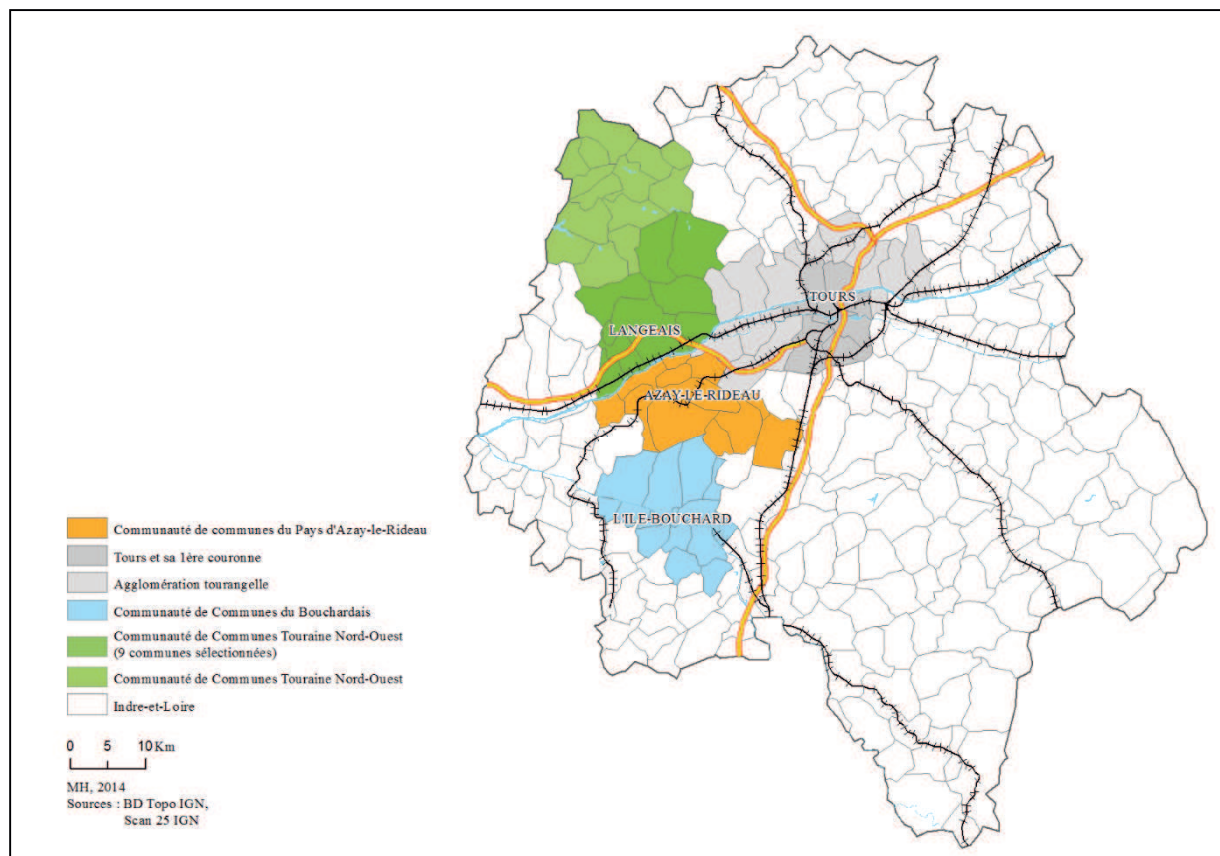 TOURS
LANGEAIS
AZAY-LE-RIDEAU
L'ILE-BOUCHARD
Communauté de communes du Pays d'Azay-le-Rideau
Tours et sa 1ère couronne
Agglomération tourangelle
Communauté de Communes du Bouchardais
Communauté de Communes Touraine Nord-Ouest
(9 communes sélectionnées)
Communauté de Communes Touraine Nord-Ouest
Indre-et-Loire
0 5 10 Km
MH, 2014
Sources : BD Topo IGN,
Scan 25 IGN